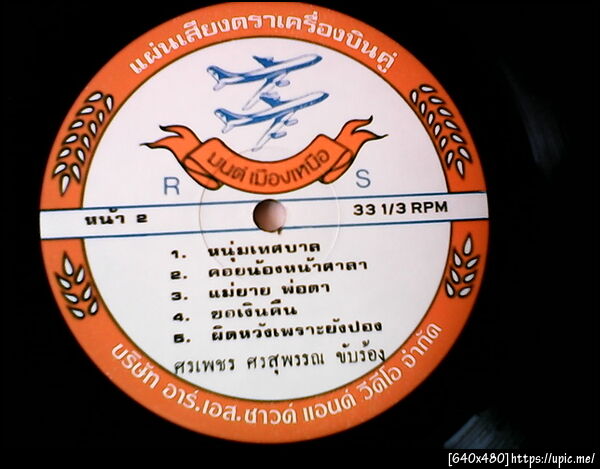 แผ่นเสียงตราเครื่องบินคู่
มนต์เมืองเหนือ
R S
หน้า 2
33 1/3 RPM
1. หนุ่มเทศบาล
2. คอยน้องหน้าศาลา
3. แม่ยาย พ่อตา
4. ขอเงินคืน
5. ผิดหวังเพราะยังปอง
ศรเพชร ศรสุพรรณ ขับร้อง
บริษัท อาร์.เอส.ซาวด์ แอนด์ วีดีโอ จำกัด
[640x480]https://upic.me/